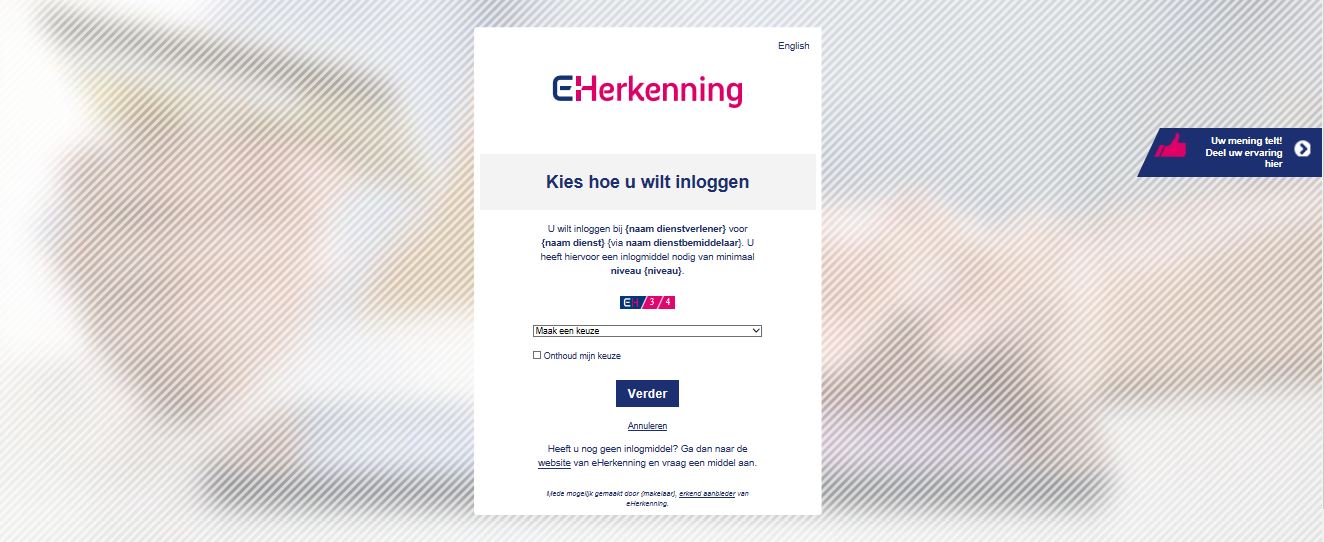 English
EHerkenning
Uw mening telt!
Deel uw ervaring
hier
Kies hoe u wilt inloggen
U wilt inloggen bij {naam dienstverlener} voor
{naam dienst} {via naam dienstbemiddelaar}. U
heeft hiervoor een inlogmiddel nodig van minimaal
niveau {niveau}.
EH 3 4
Maak een keuze
Onthoud mijn keuze
Verder
Annuleren
Heeft u nog geen inlogmiddel? Ga dan naar de
website van eHerkenning en vraag een middel aan.
Mede mogelijk gemaakt door {makelaar}, erkend aanbieder van
eHerkenning.